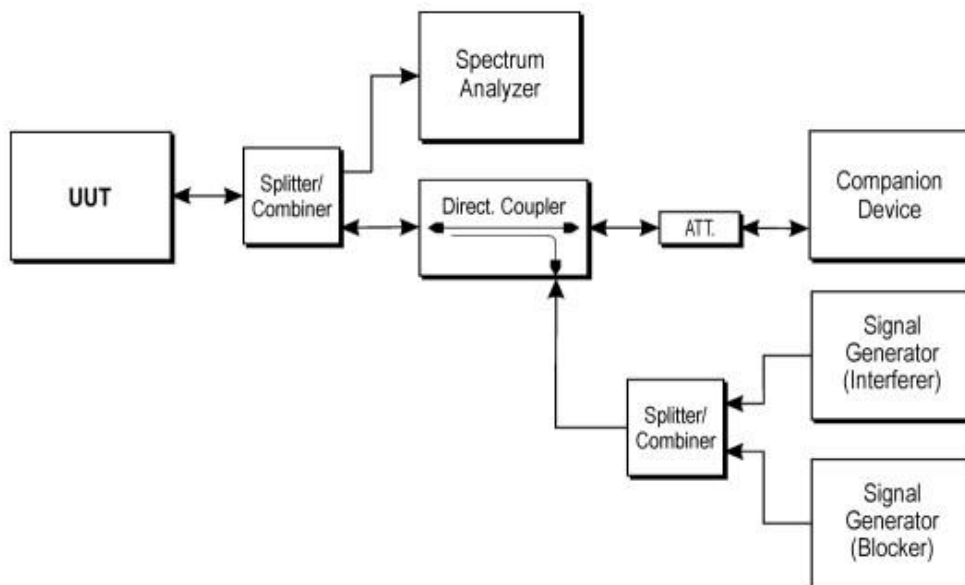 Spectrum
Analyzer
UUT
Splitter/
Combiner
Direct. Coupler
ATT.
Companion
Device
Signal
Generator
(Interferer)
Splitter/
Combiner
Signal
Generator
(Blocker)